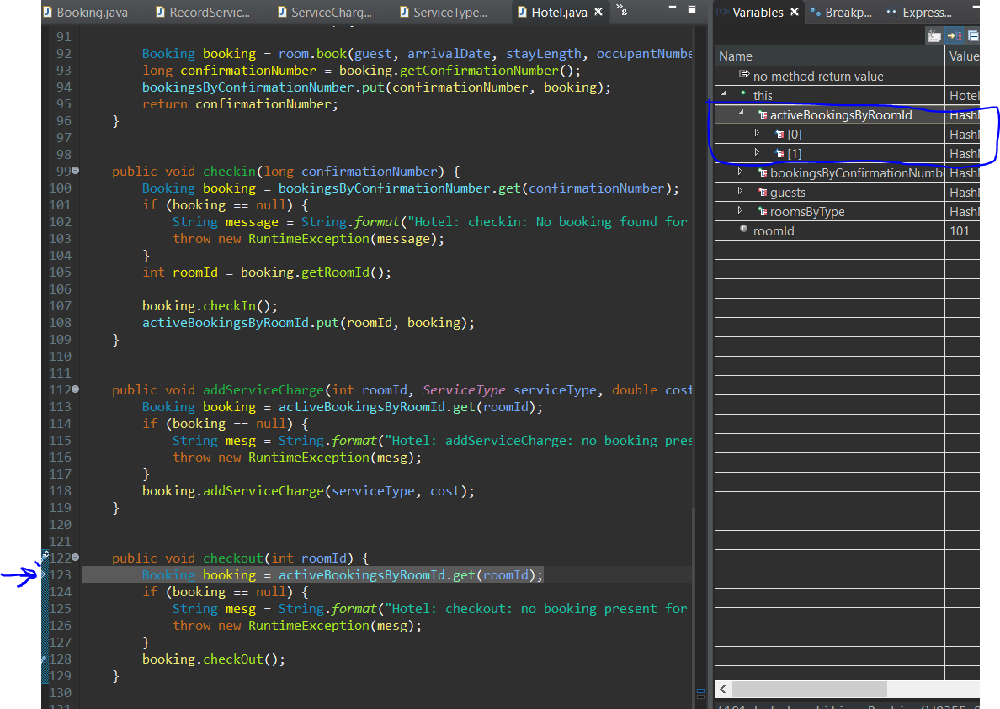 Booking.java RecordServic... ServiceCharg... ServiceType... Hotel.java 8
91
92 Booking booking = room.book(guest, arrivalDate, stayLength, occupantNumbe
93 long confirmationNumber = booking.getConfirmationNumber();
94 bookingsByConfirmationNumber.put(confirmationNumber, booking);
95 return confirmationNumber;
96 }
97
98
99 public void checkin(long confirmationNumber) {
100 Booking booking = bookingsByConfirmationNumber.get(confirmationNumber);
101 if (booking == null) {
102 String message = String.format("Hotel: checkin: No booking found for
103 throw new RuntimeException(message);
104 }
105 int roomId = booking.getRoomId();
106
107 booking.checkIn();
108 activeBookingsByRoomId.put(roomId, booking);
109 }
110
111
112 public void addServiceCharge(int roomId, ServiceType serviceType, double cost
113 Booking booking = activeBookingsByRoomId.get(roomId);
114 if (booking == null) {
115 String mesg = String.format("Hotel: addServiceCharge: no booking pres
116 throw new RuntimeException(mesg);
117 }
118 booking.addServiceCharge(serviceType, cost);
119 }
120
121
122 public void checkout(int roomId) {
123 Booking booking = activeBookingsByRoomId.get(roomId);
124 if (booking == null) {
125 String mesg = String.format("Hotel: checkout: no booking present for
126 throw new RuntimeException(mesg);
127 }
128 booking.checkOut();
129 }
130
Variables Breakp... Express...
Name Value
no method return value
this Hotel
activeBookingsByRoomId Hash
[0] Hash
[1] Hash
bookingsByConfirmationNumbe Hash
guests Hash
roomsByType Hash
roomId 101